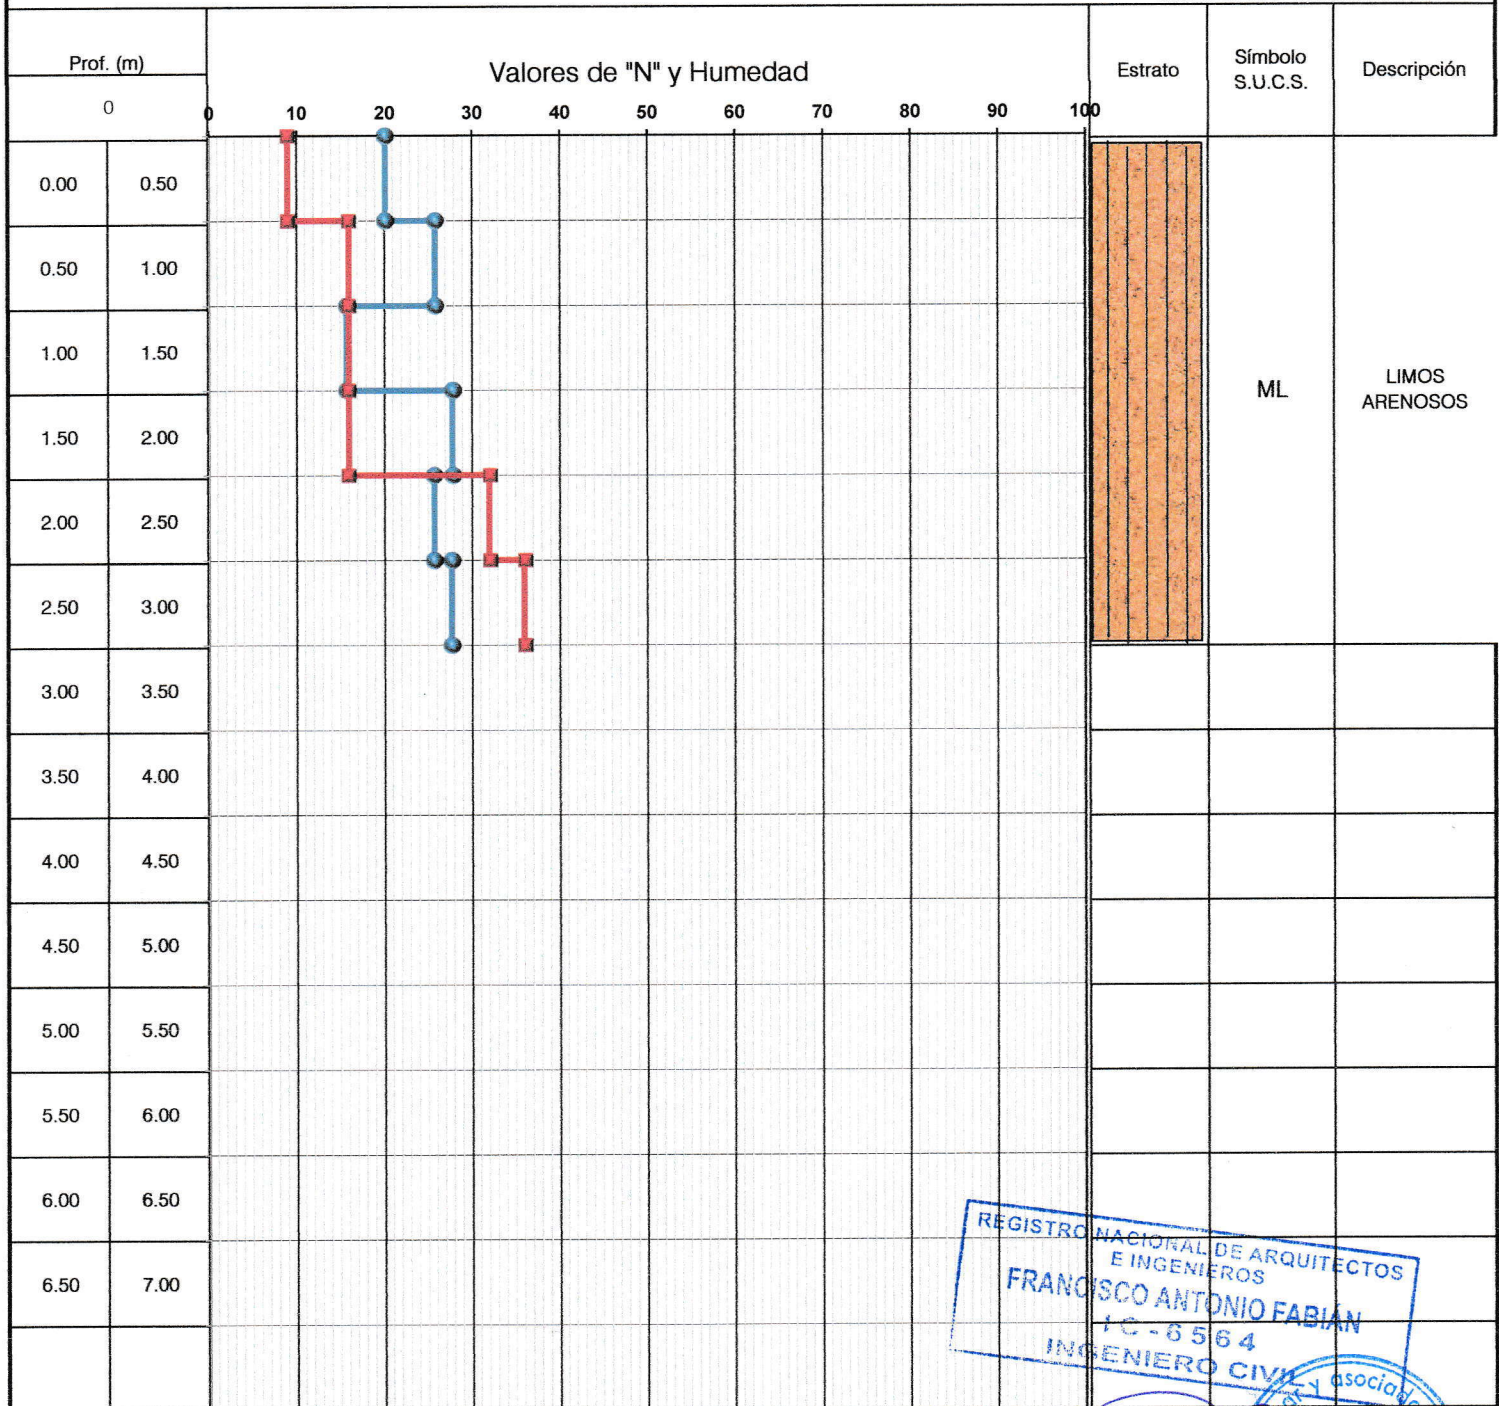 Prof. (m)
Valores de "N" y Humedad
Estrato
Símbolo
S.U.C.S.
Descripción
0
0 10 20 30 40 50 60 70 80 90 100
0.00 0.50
0.50 1.00
1.00 1.50
1.50 2.00
2.00 2.50
2.50 3.00
3.00 3.50
3.50 4.00
4.00 4.50
4.50 5.00
5.00 5.50
5.50 6.00
6.00 6.50
6.50 7.00
ML
LIMOS
ARENOSOS
REGISTRO NACIONAL DE ARQUITECTOS
E INGENIEROS
FRANCISCO ANTONIO FABIÁN
IC-6564
INGENIERO CIVIL
y asociado